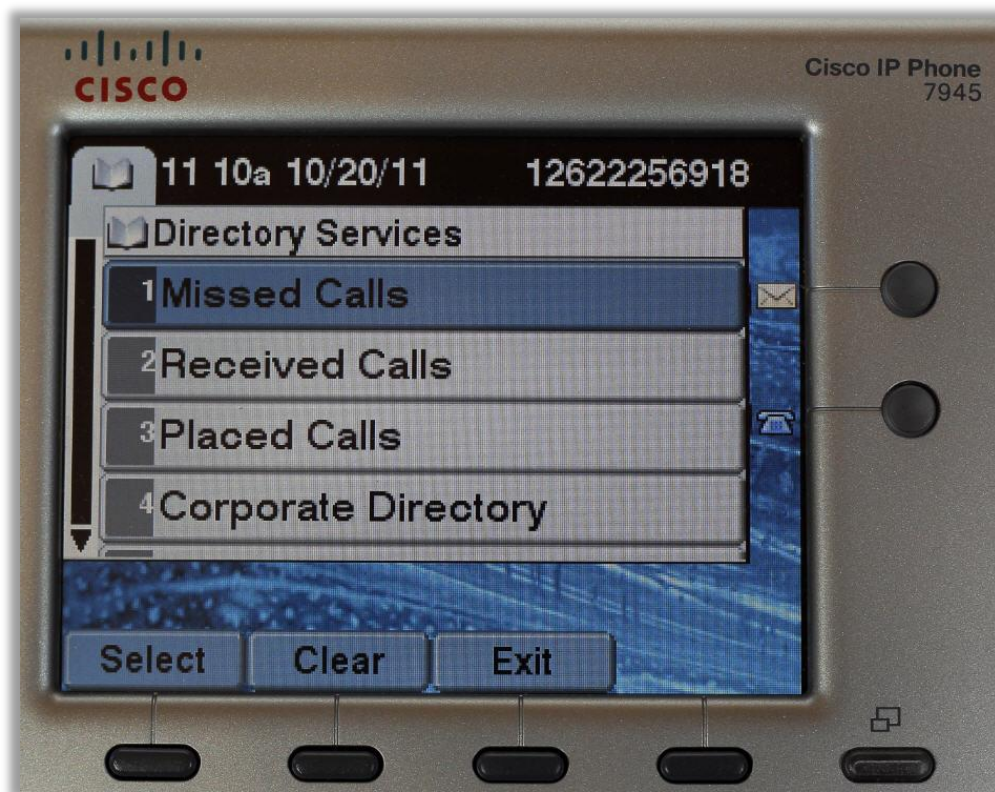 CISCO
Cisco IP Phone
7945
11 10a 10/20/11 12622256918
Directory Services
1 Missed Calls
2 Received Calls
3 Placed Calls
4 Corporate Directory
Select Clear Exit